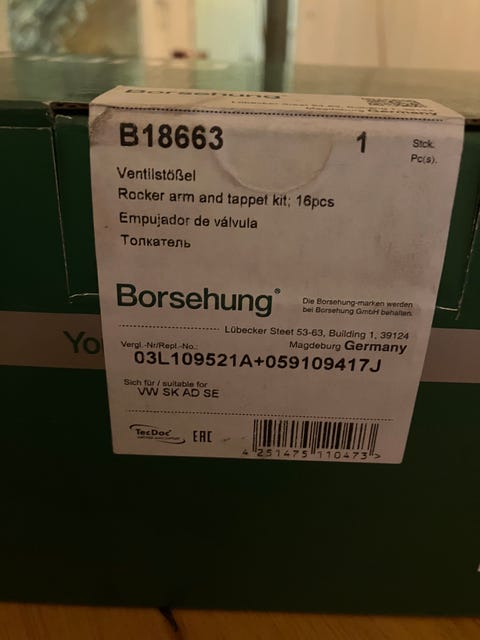 Borsehung
B18663 1 Stck.
Pc(s).
Ventilstößel
Rocker arm and tappet kit; 16pcs
Empujador de válvula
Толкатель
Borsehung®
Die Borsehung-marken werden
bei Borsehung GmbH behalten.
Lübecker Steet 53-63, Building 1, 39124
Magdeburg Germany
Vergl.-Nr/Repl.-No.:
03L109521A+059109417J
Sich für / suitable for
VW SK AD SE
TecDoc
EAC
4 251475 110473 >
Yo